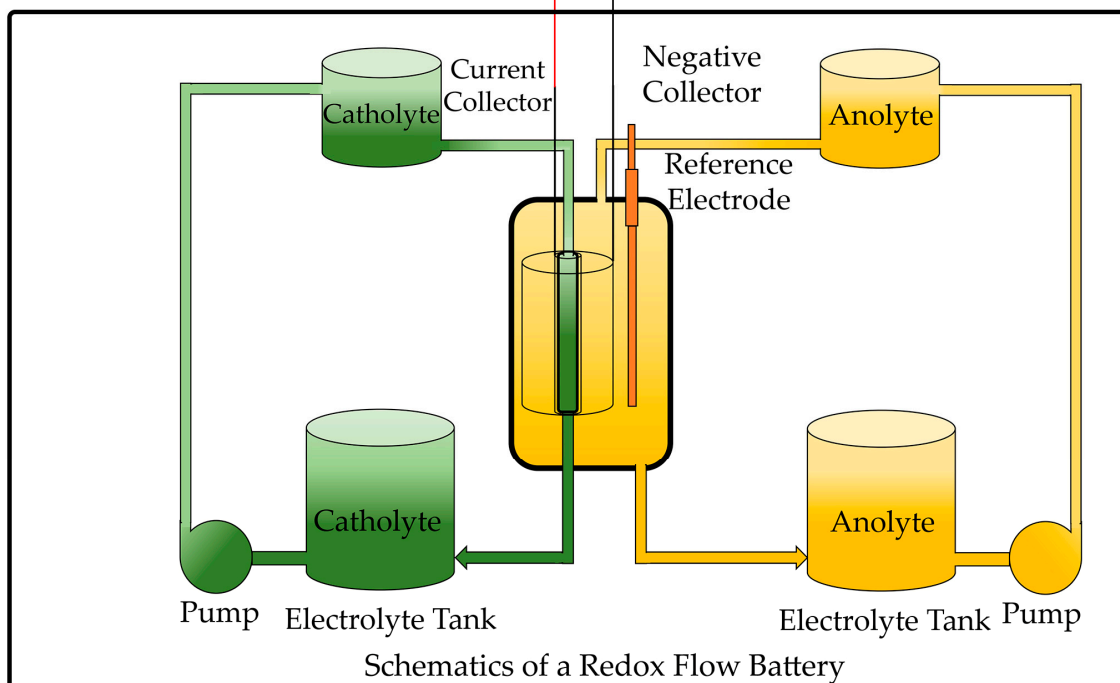 Current
Collector
Negative
Collector
Catholyte
Anolyte
Reference
Electrode
Catholyte
Anolyte
Pump
Electrolyte Tank
Electrolyte Tank
Pump
Schematics of a Redox Flow Battery